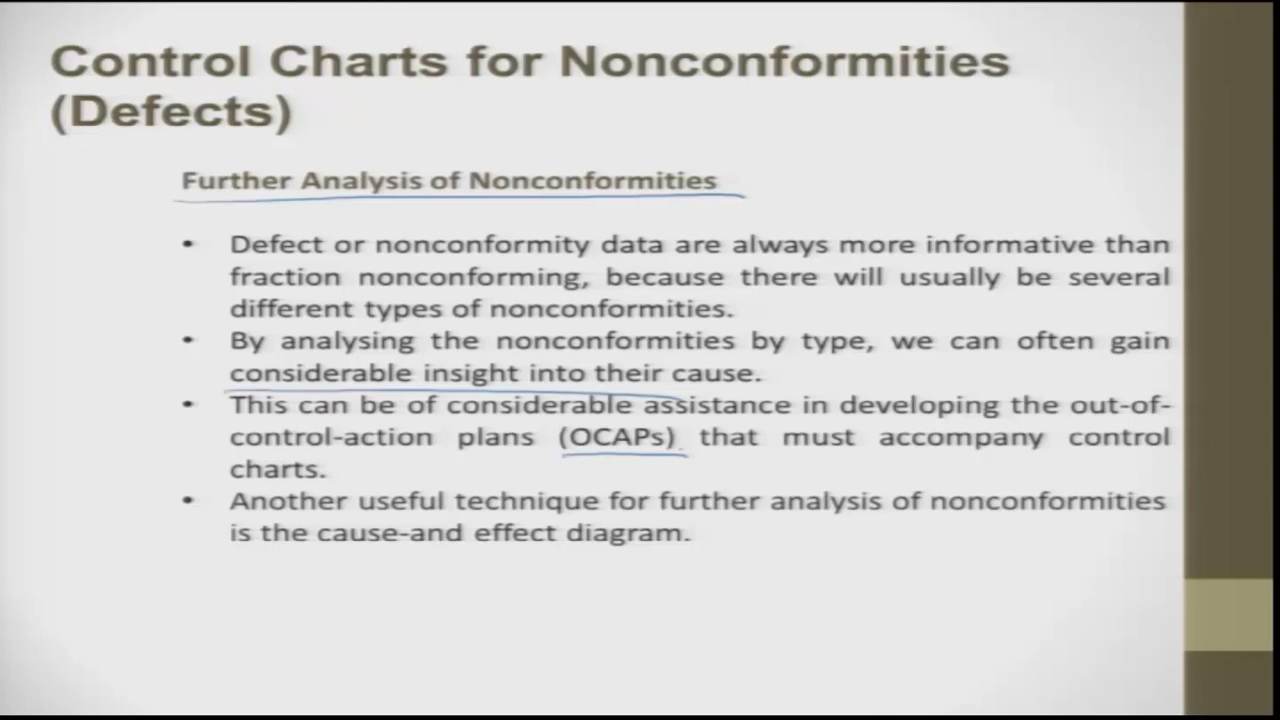 Control Charts for Nonconformities
(Defects)
Further Analysis of Nonconformities
• Defect or nonconformity data are always more informative than
fraction nonconforming, because there will usually be several
different types of nonconformities.
• By analysing the nonconformities by type, we can often gain
considerable insight into their cause.
• This can be of considerable assistance in developing the out-of-
control-action plans (OCAPs) that must accompany control
charts.
• Another useful technique for further analysis of nonconformities
is the cause-and effect diagram.